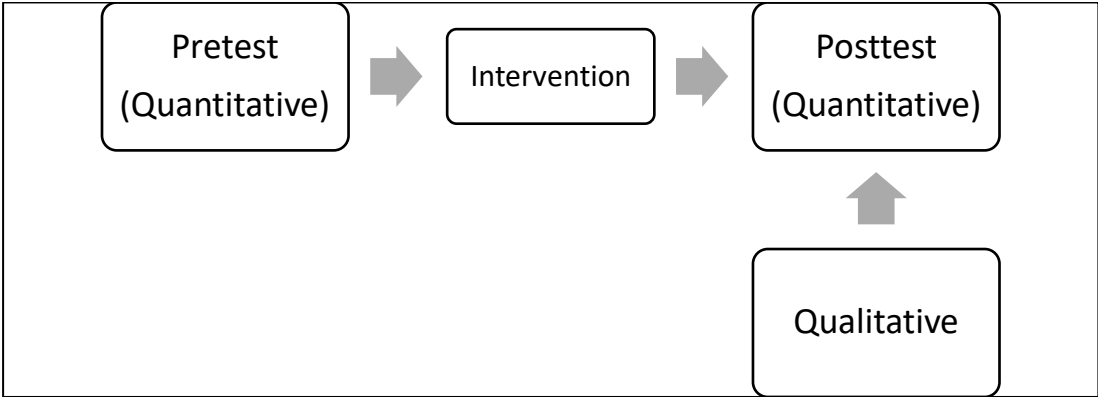 Pretest
(Quantitative)
Intervention
Posttest
(Quantitative)
Qualitative